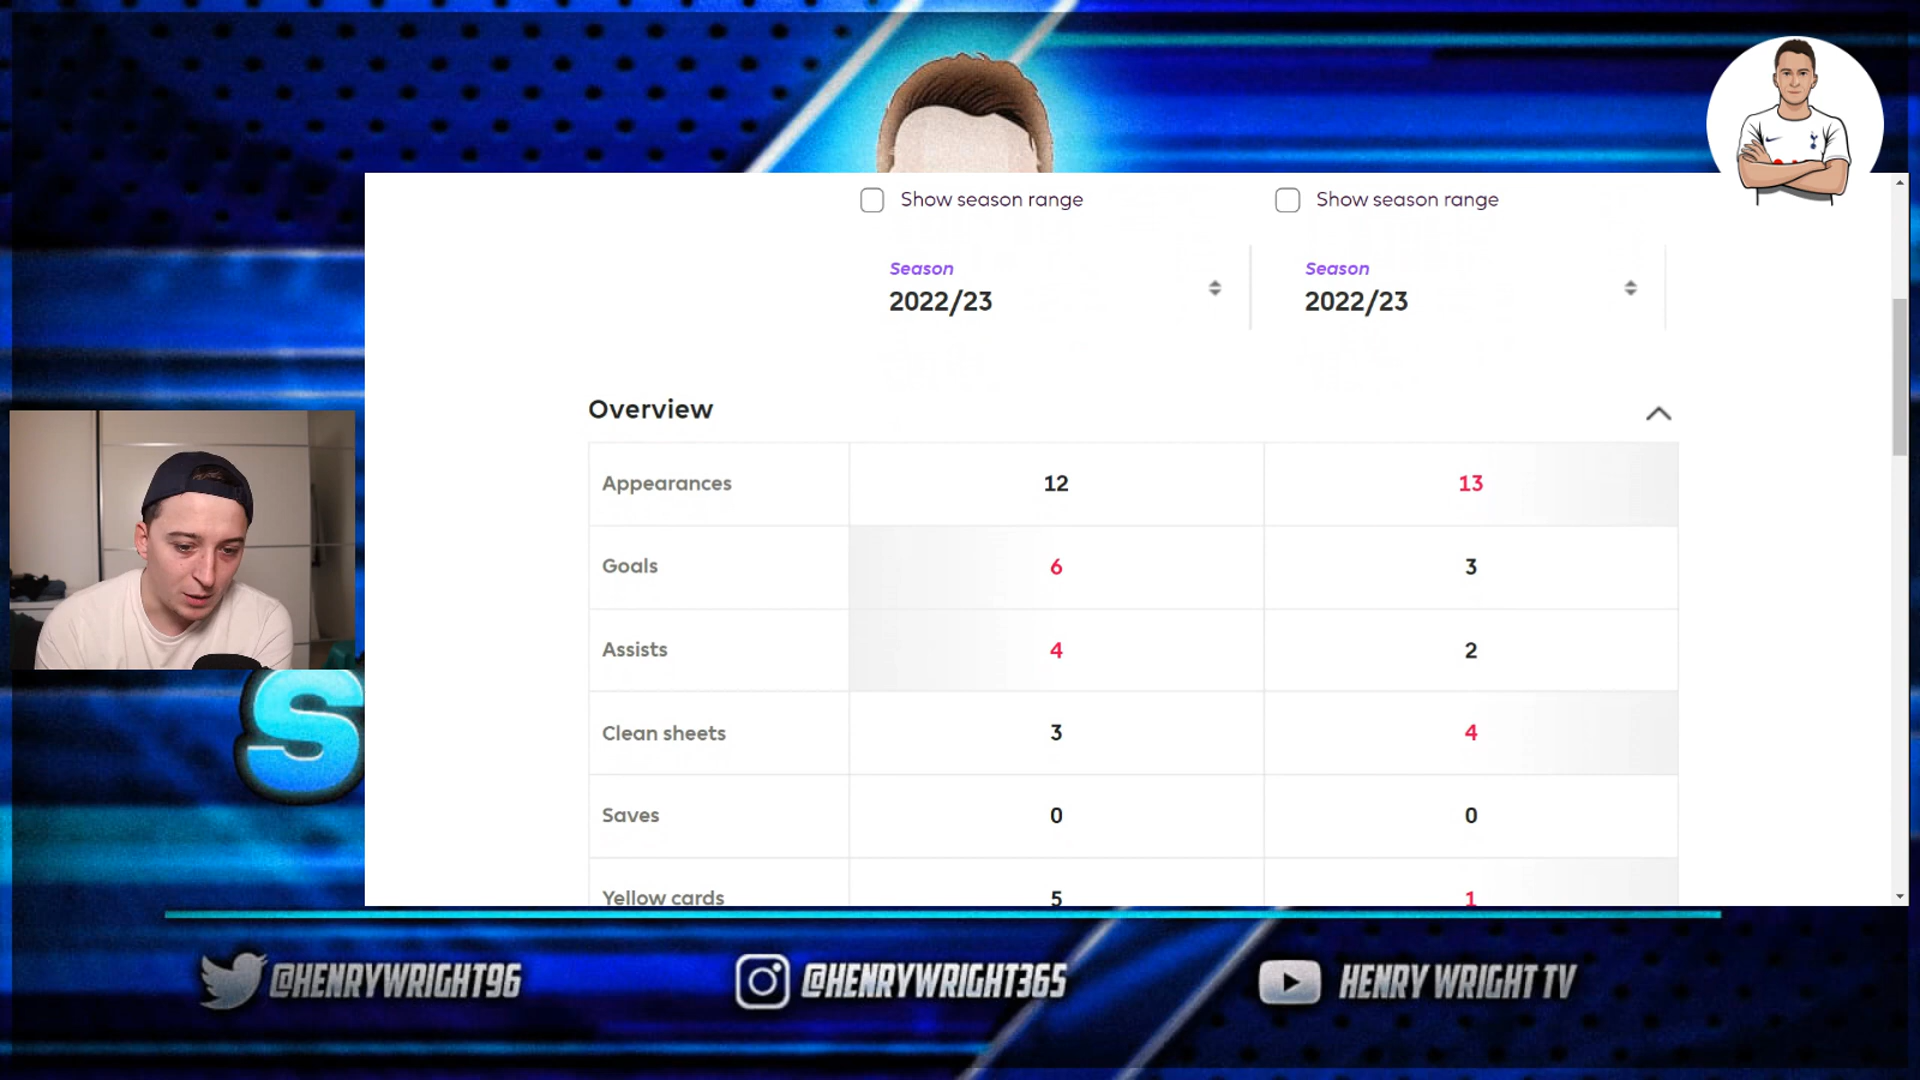 Show season range Show season range
Season Season
2022/23 2022/23
Overview
Appearances 12 13
Goals 6 3
Assists 4 2
Clean sheets 3 4
Saves 0 0
Yellow cards 5 1
S
@HENRYWRIGHT96 @HENRYWRIGHT365 HENRY WRIGHT TV